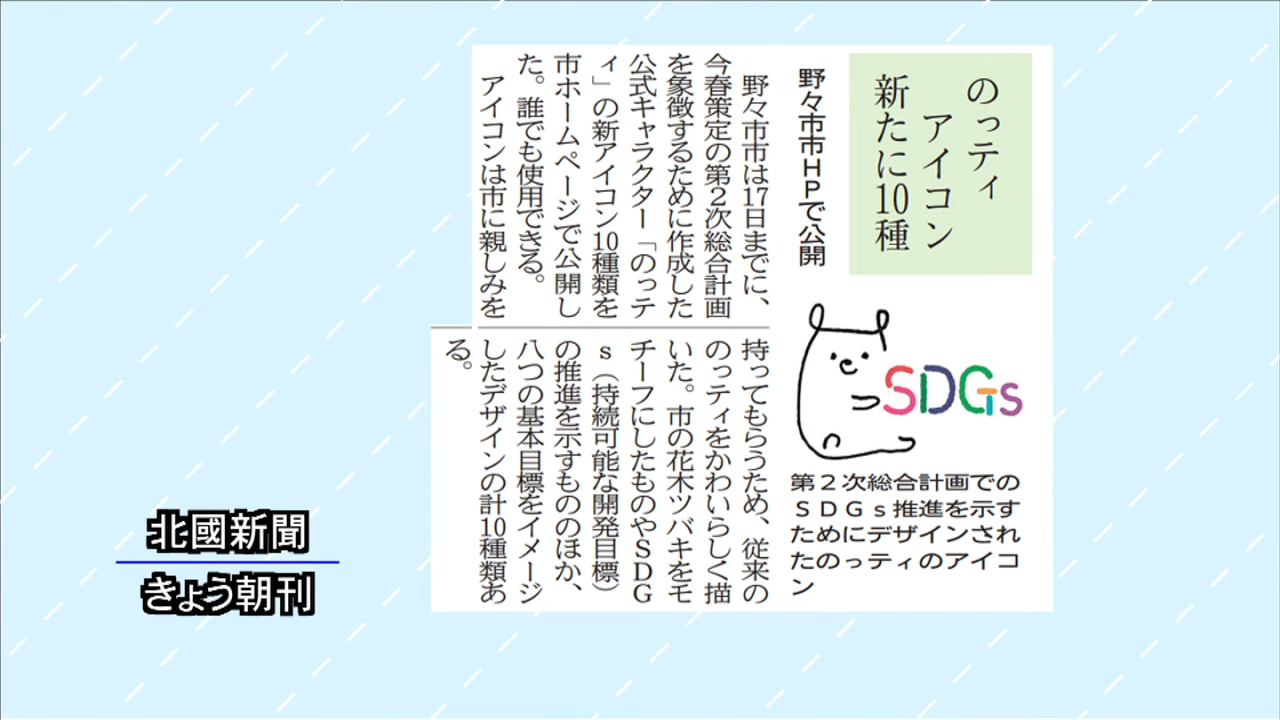 のっティ
アイコン
新たに10種
野々市市HPで公開
野々市市は17日までに、
今春策定の第2次総合計画
を象徴するために作成した
公式キャラクター「のっテ
ィ」の新アイコン10種類を
市ホームページで公開し
た。誰でも使用できる。
アイコンは市に親しみを
持ってもらうため、従来の
のっティをかわいらしく描
いた。市の花木ツバキをモ
チーフにしたものやSDG
s（持続可能な開発目標）
の推進を示すもののほか、
八つの基本目標をイメージ
したデザインの計10種類あ
る。
SDGs
第２次総合計画での
ＳＤＧｓ推進を示す
ためにデザインされ
たのっティのアイコ
ン
北國新聞
きょう朝刊